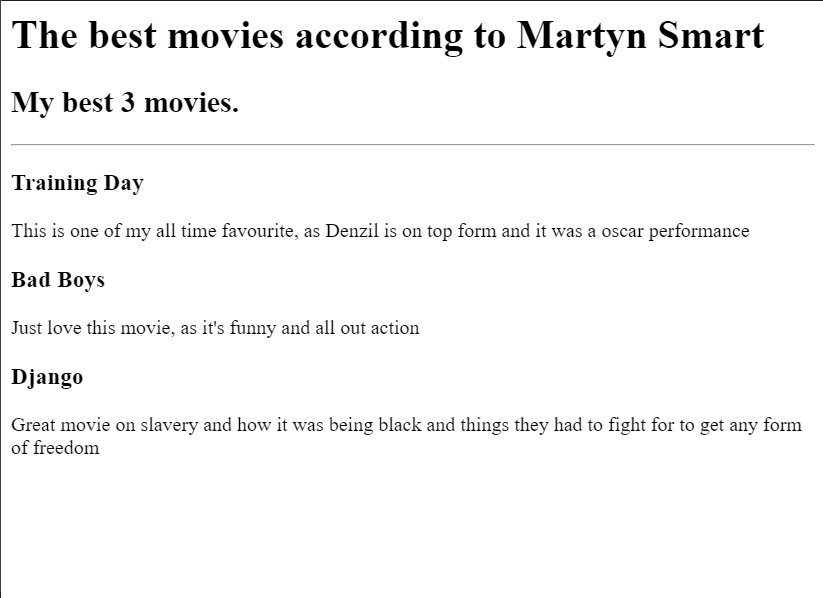 The best movies according to Martyn Smart
My best 3 movies.
Training Day
This is one of my all time favourite, as Denzil is on top form and it was a oscar performance
Bad Boys
Just love this movie, as it's funny and all out action
Django
Great movie on slavery and how it was being black and things they had to fight for to get any form
of freedom